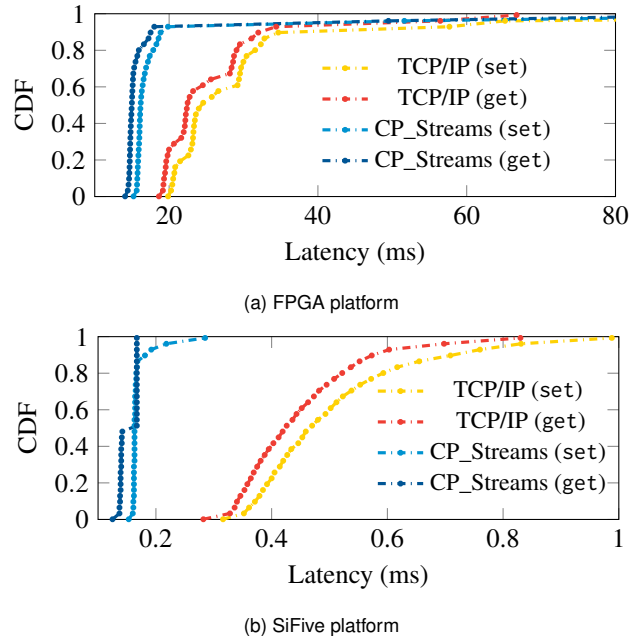 1
0.8
0.6
0.4
0.2
0
CDF
TCP/IP (set)
TCP/IP (get)
CP_Streams (set)
CP_Streams (get)
20 40 60 80
Latency (ms)
(a) FPGA platform
1
0.8
0.6
0.4
0.2
0
CDF
TCP/IP (set)
TCP/IP (get)
CP_Streams (set)
CP_Streams (get)
0.2 0.4 0.6 0.8 1
Latency (ms)
(b) SiFive platform